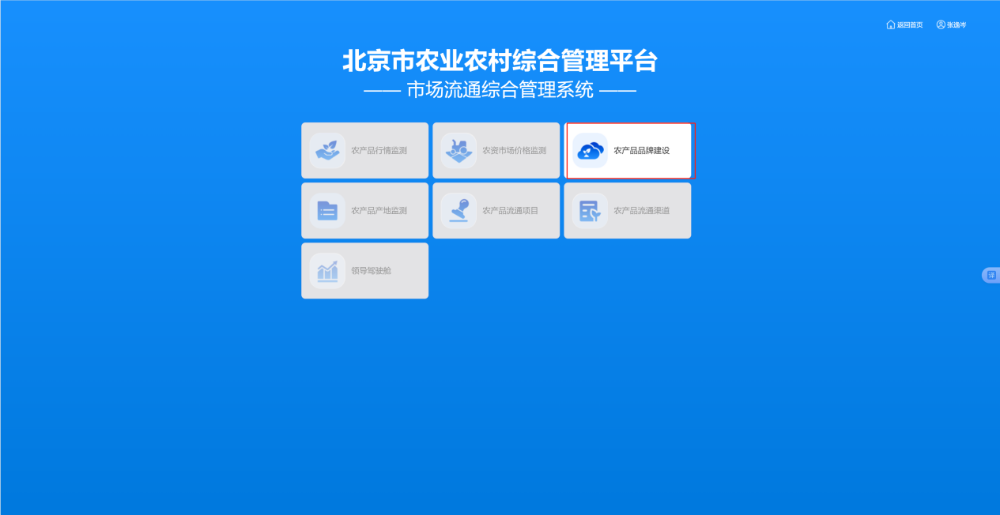 返回首页 张逸岑
北京市农业农村综合管理平台
—— 市场流通综合管理系统 ——
农产品行情监测 农资市场价格监测 农产品品牌建设
农产品产地监测 农产品流通项目 农产品流通渠道
领导驾驶舱